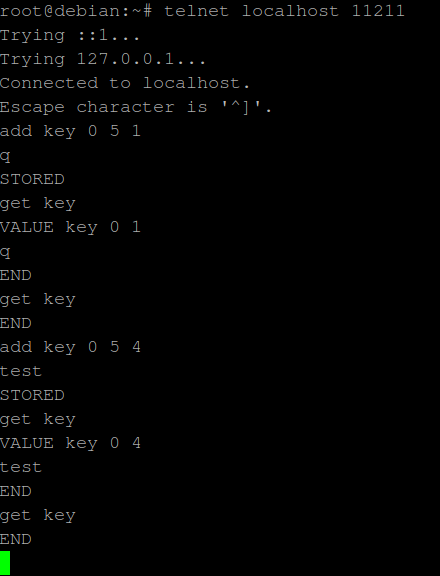 root@debian:~# telnet localhost 11211
Trying ::1...
Trying 127.0.0.1...
Connected to localhost.
Escape character is '^]'.
add key 0 5 1
q
STORED
get key
VALUE key 0 1
q
END
get key
END
add key 0 5 4
test
STORED
get key
VALUE key 0 4
test
END
get key
END